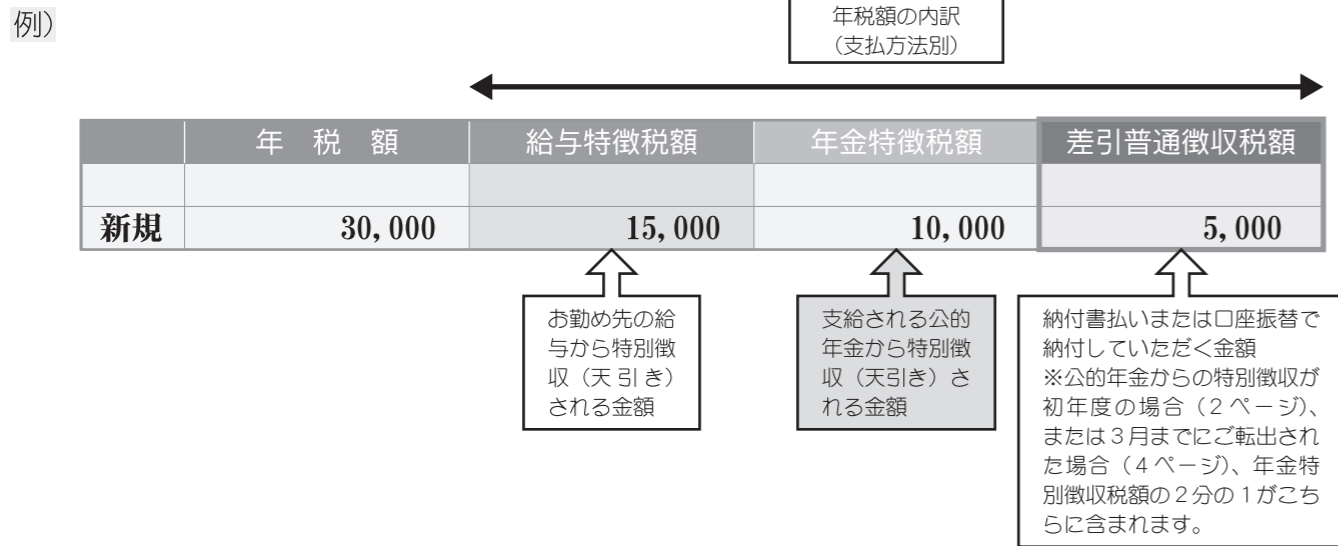 例）
年税額の内訳
（支払方法別）
年税額 給与特徴税額 年金特徴税額 差引普通徴収税額
新規 30,000 15,000 10,000 5,000
お勤め先の給
与から特別徴
収（天引き）
される金額
支給される公的
年金から特別徴
収（天引き）さ
れる金額
納付書払いまたは口座振替で
納付していただく金額
※公的年金からの特別徴収が
初年度の場合（２ページ）、
または３月までにご転出され
た場合（４ページ）、年金特
別徴収税額の２分の１がこち
らに含まれます。